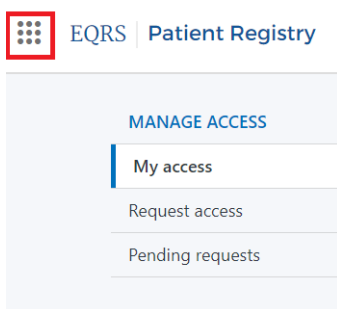 EQRS Patient Registry
MANAGE ACCESS
My access
Request access
Pending requests